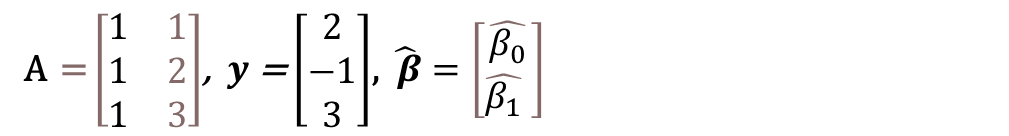 A = [1 1; 1 2; 1 3], y = [2; −1; 3], β̂ = [β̂₀; β̂₁]